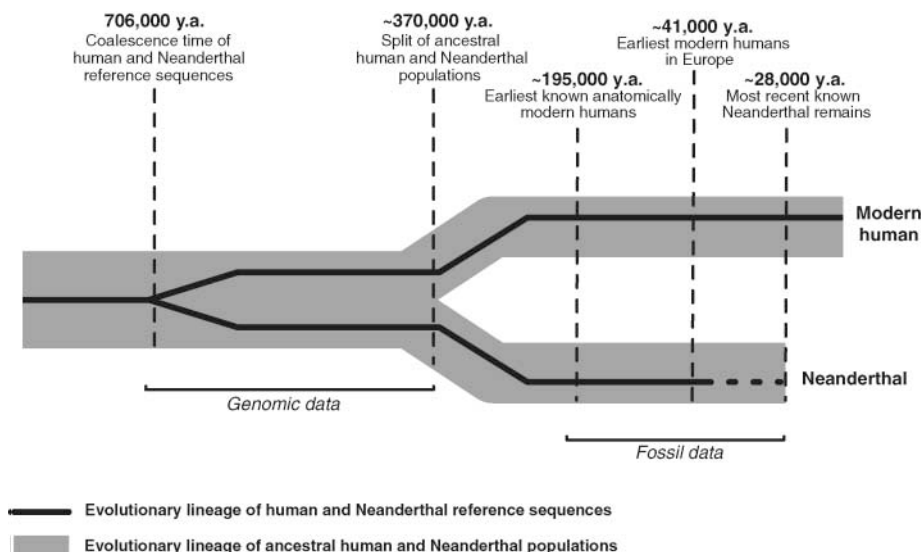 706,000 y.a.
Coalescence time of
human and Neanderthal
reference sequences
~370,000 y.a.
Split of ancestral
human and Neanderthal
populations
~41,000 y.a.
Earliest modern humans
in Europe
~195,000 y.a.
Earliest known anatomically
modern humans
~28,000 y.a.
Most recent known
Neanderthal remains
Modern
human
Neanderthal
Genomic data
Fossil data
Evolutionary lineage of human and Neanderthal reference sequences
Evolutionary lineage of ancestral human and Neanderthal populations